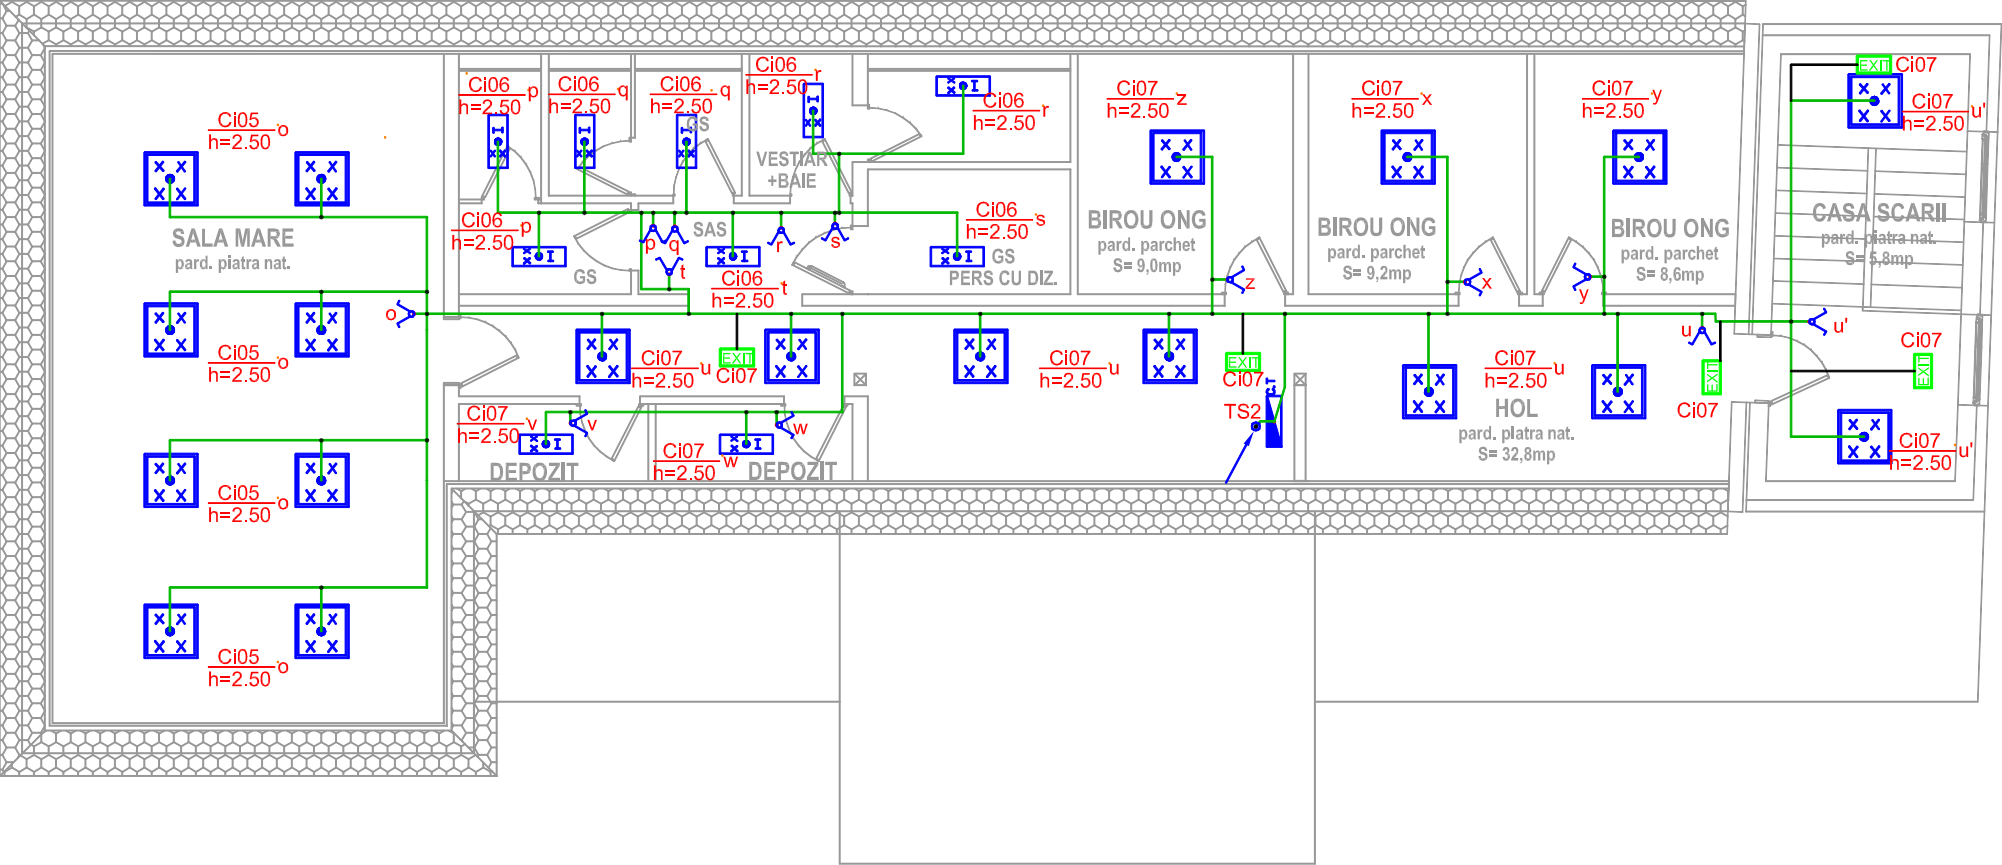 Ci05 o
h=2.50
SALA MARE
pard. piatra nat.
Ci05 o
h=2.50
Ci05 o
h=2.50
Ci05 o
h=2.50
o
Ci06 p
h=2.50
Ci06 q
h=2.50
Ci06 q
h=2.50
GS
Ci06 r
h=2.50
VESTIAR
+BAIE
Ci06 r
h=2.50
Ci06 p
h=2.50
GS
p
q
t
SAS
Ci06 t
h=2.50
r
s
Ci06 s
h=2.50
GS
PERS CU DIZ.
Ci07 z
h=2.50
BIROU ONG
pard. parchet
S= 9,0mp
z
Ci07 x
h=2.50
BIROU ONG
pard. parchet
S= 9,2mp
x
Ci07 y
h=2.50
BIROU ONG
pard. parchet
S= 8,6mp
y
EXIT Ci07
Ci07 u'
h=2.50
CASA SCARII
pard. piatra nat.
S= 5,8mp
u'
Ci07
EXIT
Ci07 u'
h=2.50
Ci07 u
h=2.50
EXIT
Ci07
Ci07 v
h=2.50
v
DEPOZIT
Ci07 w
h=2.50
w
DEPOZIT
Ci07 u
h=2.50
EXIT
Ci07
C.T
TS2
Ci07 u
h=2.50
HOL
pard. piatra nat.
S= 32,8mp
u
EXIT
Ci07